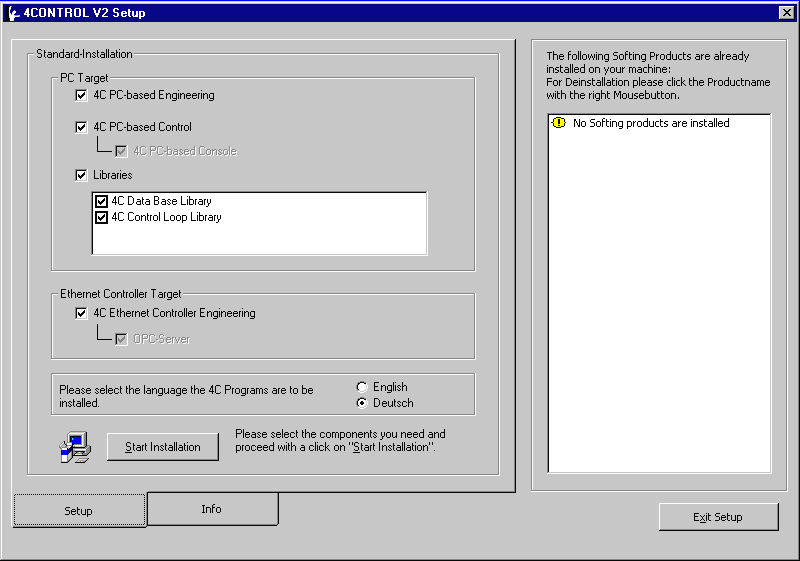 4CONTROL V2 Setup
Standard-Installation
PC Target
4C PC-based Engineering
4C PC-based Control
4C PC-based Console
Libraries
4C Data Base Library
4C Control Loop Library
Ethernet Controller Target
4C Ethernet Controller Engineering
OPC-Server
Please select the language the 4C Programs are to be
installed.
English
Deutsch
Start Installation
Please select the components you need and
proceed with a click on "Start Installation".
Setup
Info
The following Softing Products are already
installed on your machine:
For Deinstallation please click the Productname
with the right Mousebutton.
No Softing products are installed
Exit Setup